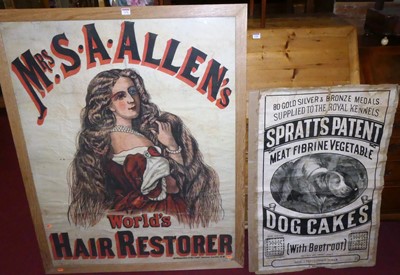 Mrs. S.A. ALLEN'S
World's
HAIR RESTORER
80 GOLD SILVER & BRONZE MEDALS
SUPPLIED TO THE ROYAL KENNELS
SPRATTS PATENT
MEAT FIBRINE VEGETABLE
DOG CAKES
(With Beetroot)